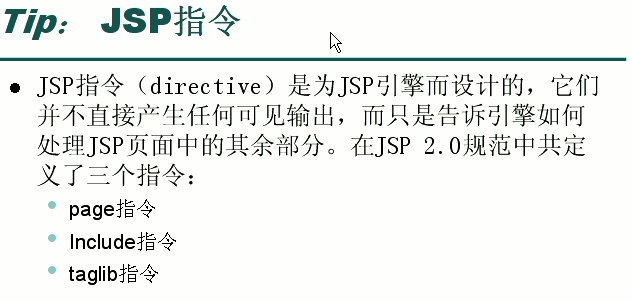 Tip： JSP指令
JSP指令（directive）是为JSP引擎而设计的，它们
并不直接产生任何可见输出，而只是告诉引擎如何
处理JSP页面中的其余部分。在JSP 2.0规范中共定
义了三个指令：
page指令
Include指令
taglib指令